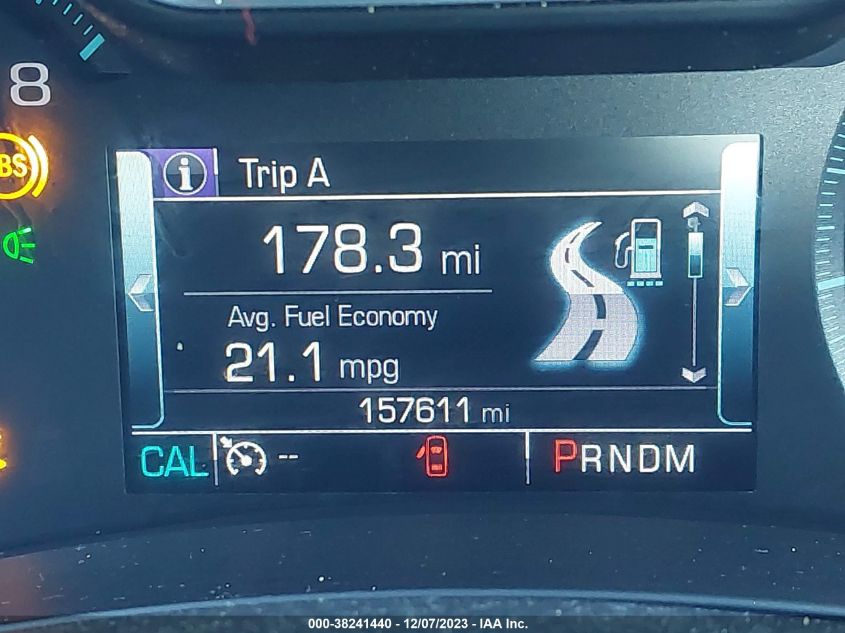 8
BS
Trip A
178.3 mi
Avg. Fuel Economy
21.1 mpg
157611 mi
CAL -- PRNDM
000-38241440 - 12/07/2023 - IAA Inc.